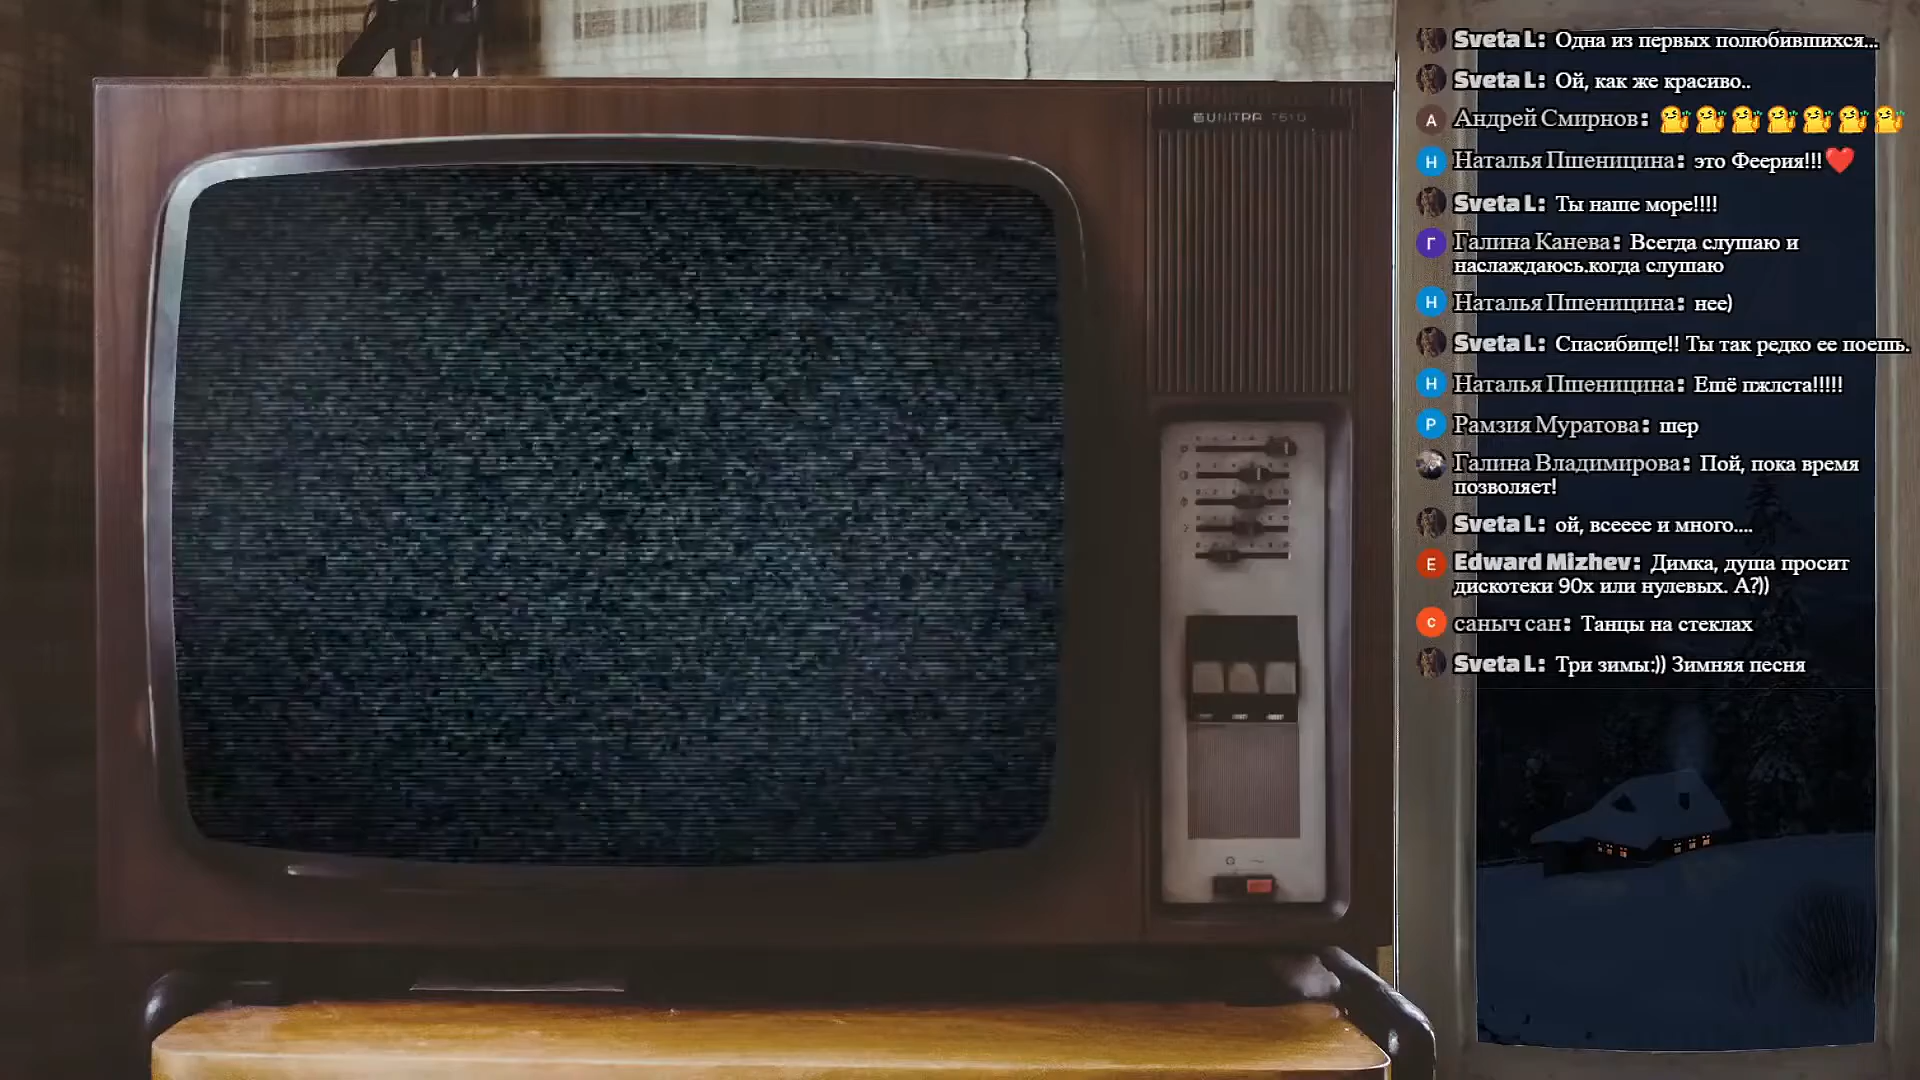 UNITRA
Sveta L: Одна из первых полюбившихся...
Sveta L: Ой, как же красиво..
А Андрей Смирнов:
Н Наталья Пшеницина: это Феерия!!!
Sveta L: Ты наше море!!!!
Г Галина Канева: Всегда слушаю и
наслаждаюсь.когда слушаю
Н Наталья Пшеницина: нее)
Sveta L: Спасибище!! Ты так редко ее поешь.
Н Наталья Пшеницина: Ешё пжлста!!!!!
Р Рамзия Муратова: шер
Галина Владимирова: Пой, пока время
позволяет!
Sveta L: ой, всееее и много....
E Edward Mizhev: Димка, душа просит
дискотеки 90х или нулевых. А?))
с саныч сан: Танцы на стеклах
Sveta L: Три зимы:)) Зимняя песня